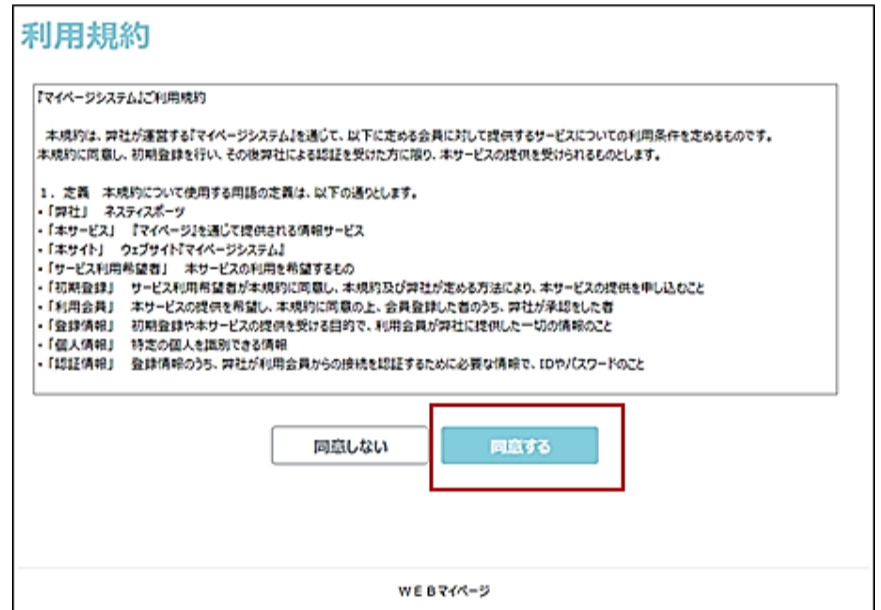 利用規約
『マイページシステム』ご利用規約
本規約は、弊社が運営する『マイページシステム』を通じて、以下に定める会員に対して提供するサービスについての利用条件を定めるものです。
本規約に同意し、初期登録を行い、その後弊社による認証を受けた方に限り、本サービスの提供を受けられるものとします。
１．定義　本規約について使用する用語の定義は、以下の通りとします。
・「弊社」　ネスティスポーツ
・「本サービス」　『マイページ』を通じて提供される情報サービス
・「本サイト」　ウェブサイト『マイページシステム』
・「サービス利用希望者」　本サービスの利用を希望するもの
・「初期登録」　サービス利用希望者が本規約に同意し、本規約及び弊社が定める方法により、本サービスの提供を申し込むこと
・「利用会員」　本サービスの提供を希望し、本規約に同意の上、会員登録した者のうち、弊社が承認をした者
・「登録情報」　初期登録や本サービスの提供を受ける目的で、利用会員が弊社に提供した一切の情報のこと
・「個人情報」　特定の個人を識別できる情報
・「認証情報」　登録情報のうち、弊社が利用会員からの接続を認証するために必要な情報で、IDやパスワードのこと
同意しない　同意する
ＷＥＢマイページ